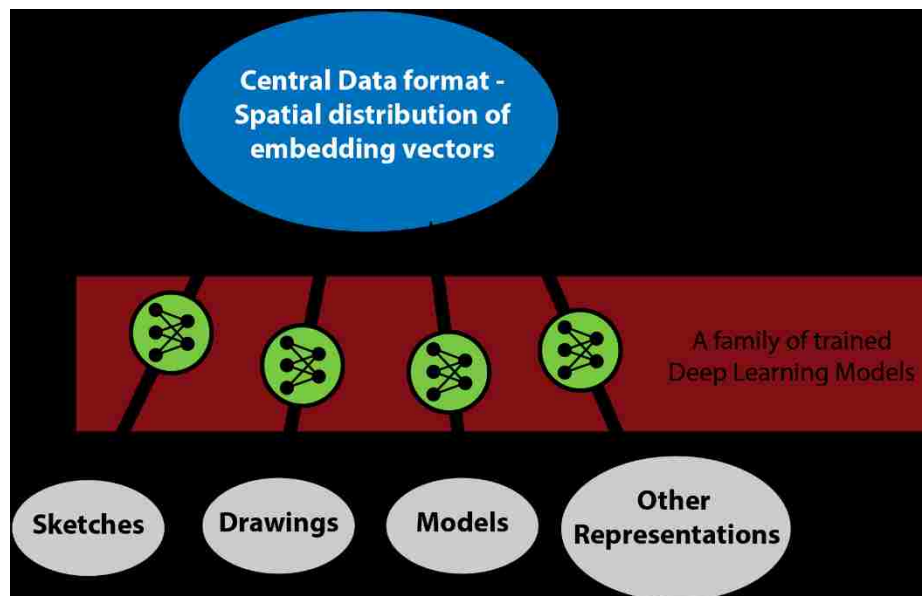 Central Data format -
Spatial distribution of
embedding vectors
A family of trained
Deep Learning Models
Sketches
Drawings
Models
Other
Representations